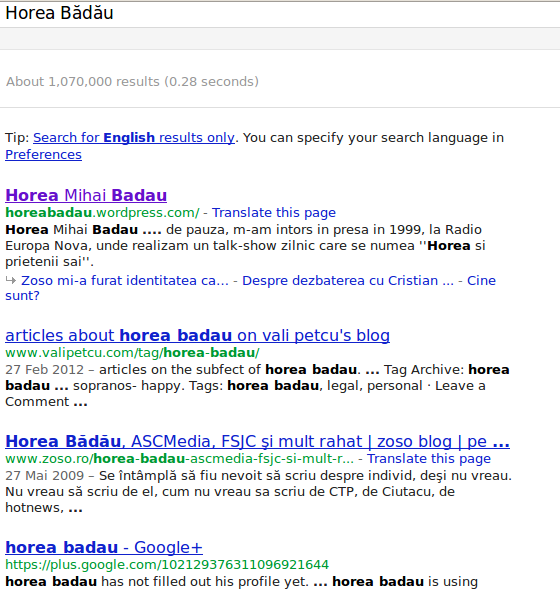 Horea Bădău
About 1,070,000 results (0.28 seconds)
Tip: Search for English results only. You can specify your search language in
Preferences
Horea Mihai Badau
horeabadau.wordpress.com/ - Translate this page
Horea Mihai Badau .... de pauza, m-am intors in presa in 1999, la Radio
Europa Nova, unde realizam un talk-show zilnic care se numea ''Horea si
prietenii sai''.
Zoso mi-a furat identitatea ca... - Despre dezbaterea cu Cristian ... - Cine
sunt?
articles about horea badau on vali petcu's blog
www.valipetcu.com/tag/horea-badau/
27 Feb 2012 – articles on the subfect of horea badau. ... Tag Archive: horea
badau ... sopranos- happy. Tags: horea badau, legal, personal · Leave a
Comment ...
Horea Bădău, ASCMedia, FSJC şi mult rahat | zoso blog | pe ...
www.zoso.ro/horea-badau-ascmedia-fsjc-si-mult-r... - Translate this page
27 Mai 2009 – Se întâmplă să fiu nevoit să scriu despre individ, deşi nu vreau.
Nu vreau să scriu de el, cum nu vreau sa scriu de CTP, de Ciutacu, de
hotnews, ...
horea badau - Google+
https://plus.google.com/102129376311096921644
horea badau has not filled out his profile yet. ... horea badau is using